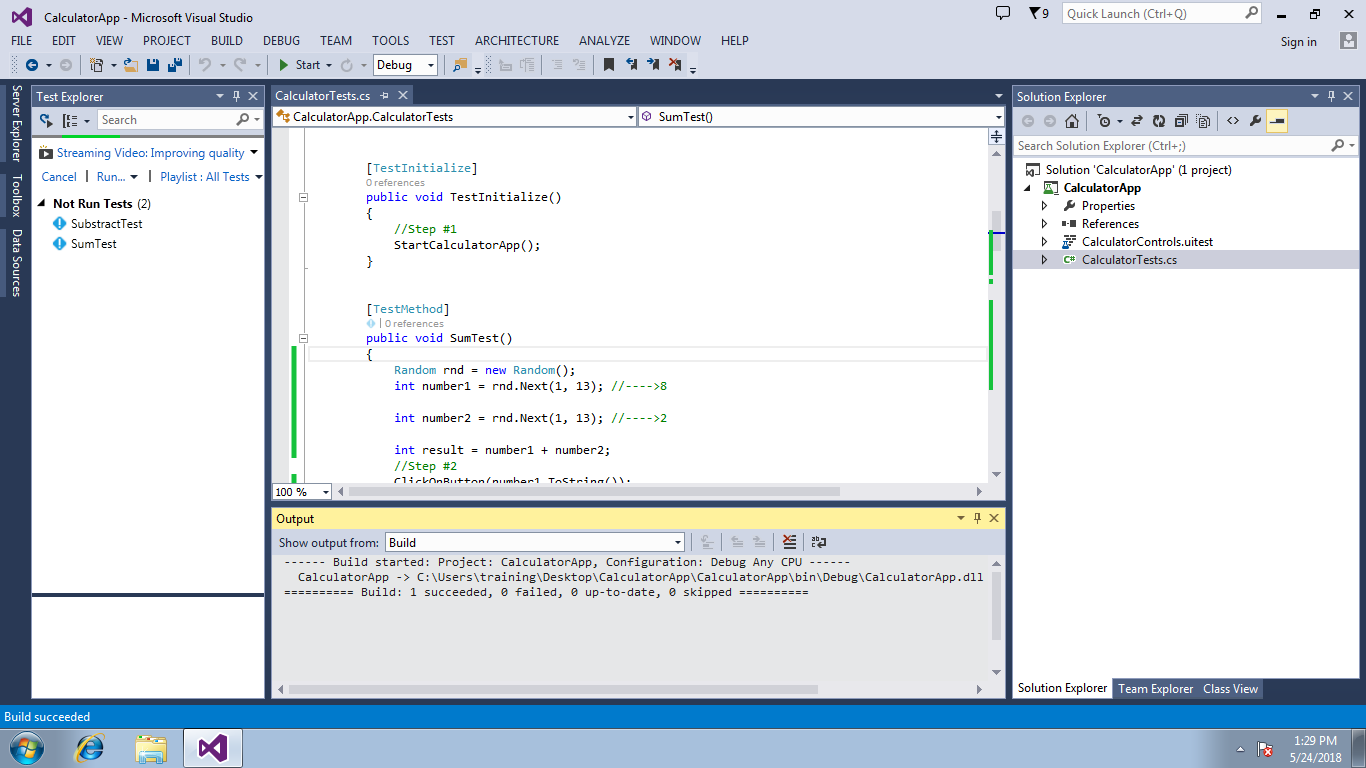 CalculatorApp - Microsoft Visual Studio
9
Quick Launch (Ctrl+Q)
FILE EDIT VIEW PROJECT BUILD DEBUG TEAM TOOLS TEST ARCHITECTURE ANALYZE WINDOW HELP
Sign in
Start
Debug
Server Explorer
Toolbox
Data Sources
Test Explorer
Search
Streaming Video: Improving quality
Cancel | Run... | Playlist : All Tests
Not Run Tests (2)
SubstractTest
SumTest
CalculatorTests.cs
CalculatorApp.CalculatorTests
SumTest()
[TestInitialize]
0 references
public void TestInitialize()
{
//Step #1
StartCalculatorApp();
}
[TestMethod]
| 0 references
public void SumTest()
{
Random rnd = new Random();
int number1 = rnd.Next(1, 13); //---->8
int number2 = rnd.Next(1, 13); //---->2
int result = number1 + number2;
//Step #2
ClickOnButton(number1.ToString());
100 %
Output
Show output from: Build
------ Build started: Project: CalculatorApp, Configuration: Debug Any CPU ------
CalculatorApp -> C:\Users\training\Desktop\CalculatorApp\CalculatorApp\bin\Debug\CalculatorApp.dll
========== Build: 1 succeeded, 0 failed, 0 up-to-date, 0 skipped ==========
Solution Explorer
Search Solution Explorer (Ctrl+;)
Solution 'CalculatorApp' (1 project)
CalculatorApp
Properties
References
CalculatorControls.uitest
C# CalculatorTests.cs
Solution Explorer Team Explorer Class View
Build succeeded
1:29 PM
5/24/2018